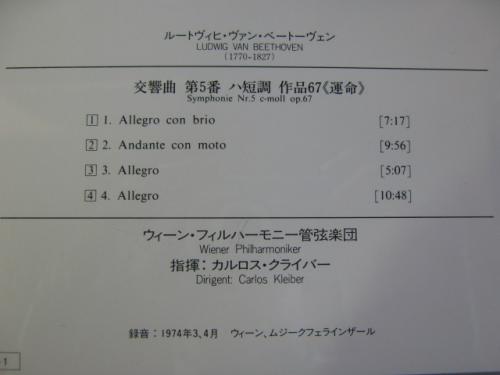 ルートヴィヒ・ヴァン・ベートーヴェン
LUDWIG VAN BEETHOVEN
(1770-1827)
交響曲 第5番 ハ短調 作品67《運命》
Symphonie Nr.5 c-moll op.67
1 1. Allegro con brio [7:17]
2 2. Andante con moto [9:56]
3 3. Allegro [5:07]
4 4. Allegro [10:48]
ウィーン・フィルハーモニー管弦楽団
Wiener Philharmoniker
指揮：カルロス・クライバー
Dirigent: Carlos Kleiber
録音：1974年3、4月 ウィーン、ムジークフェラインザール
-1